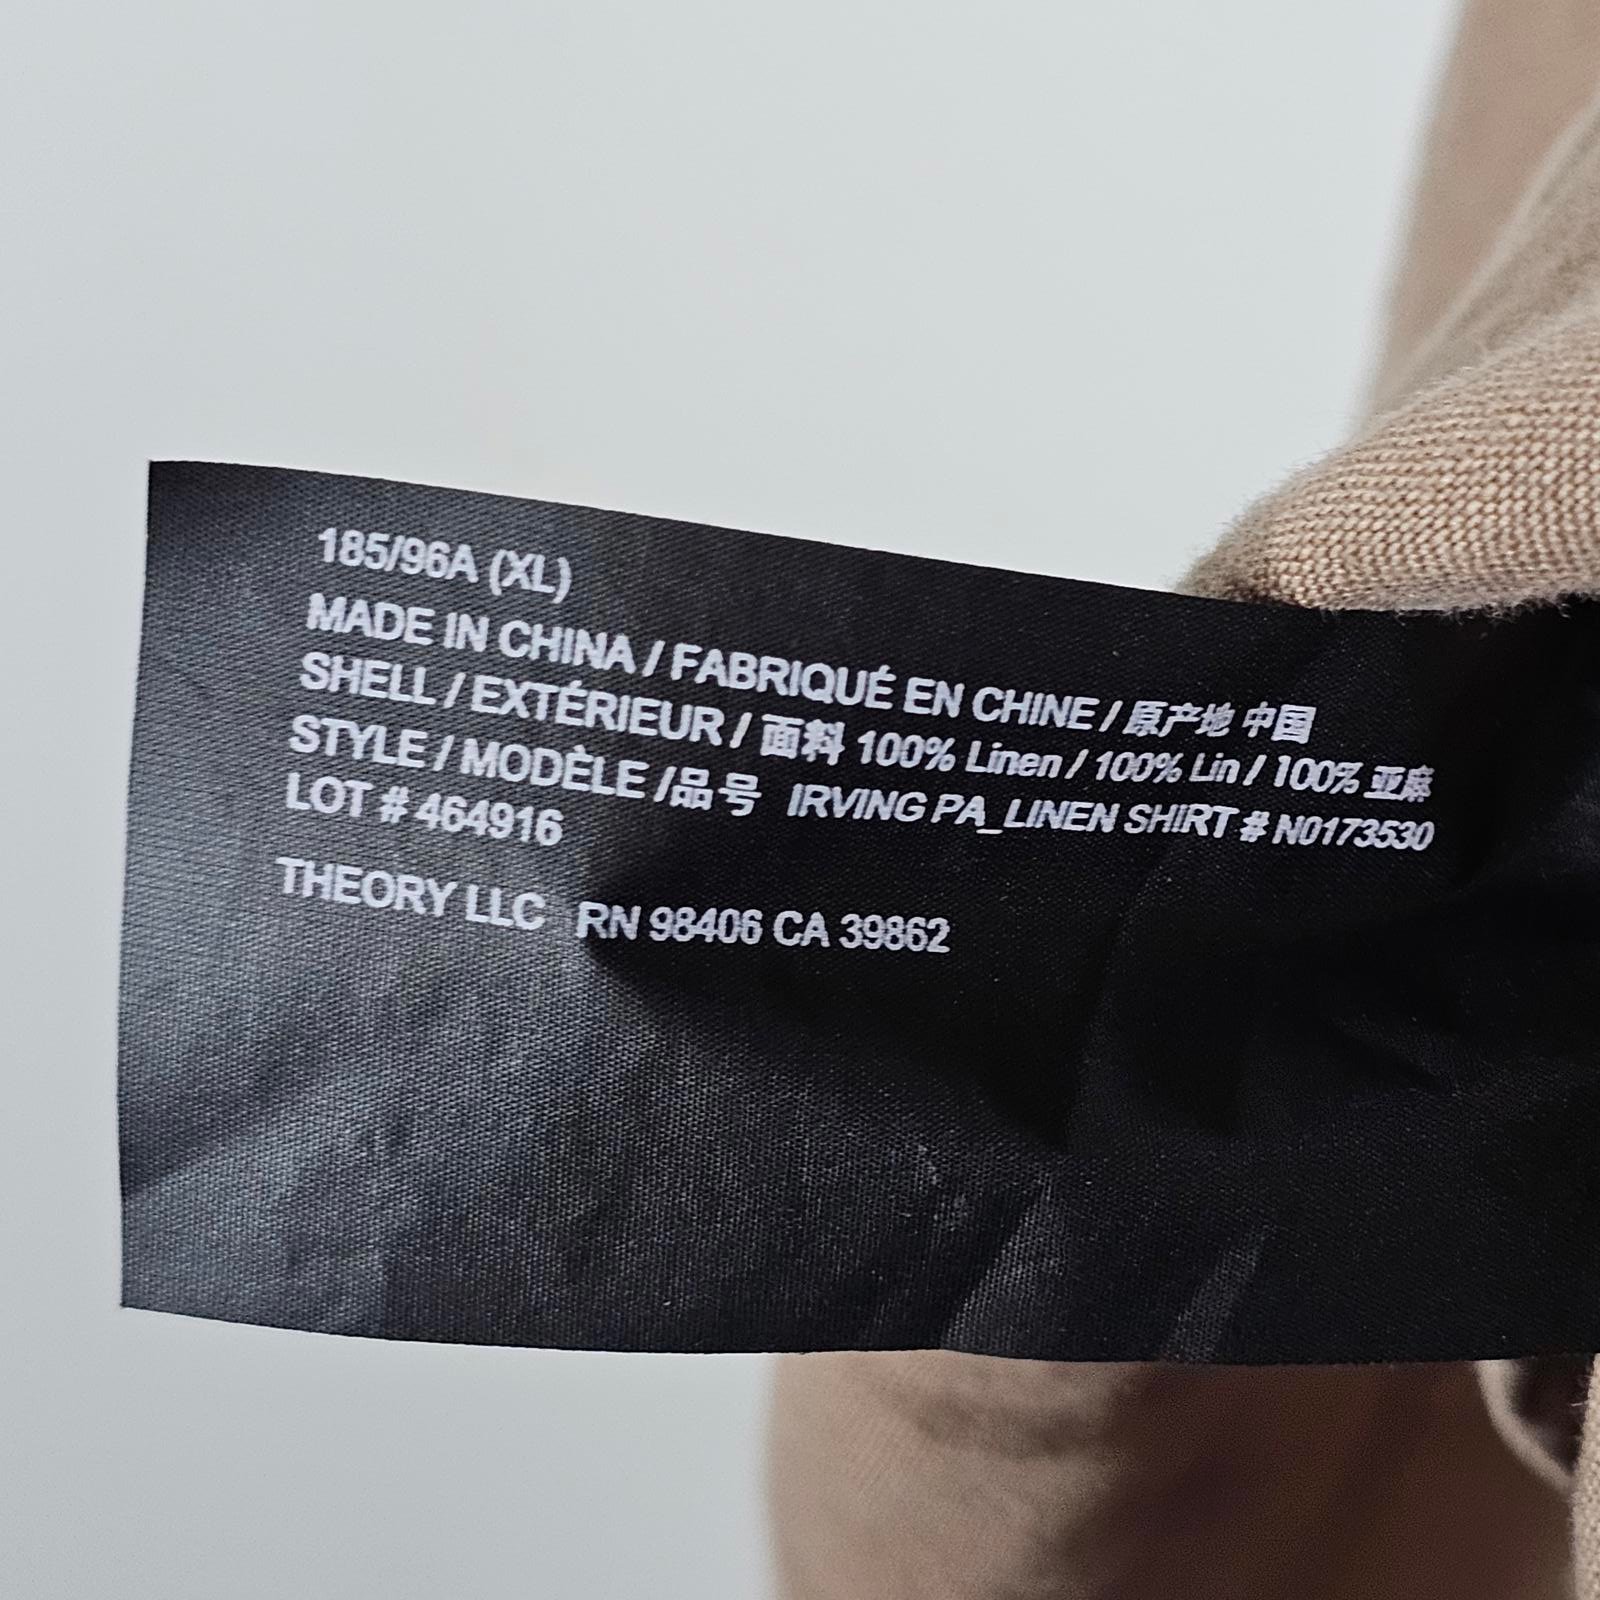 185/96A (XL)
MADE IN CHINA / FABRIQUÉ EN CHINE / 原产地 中国
SHELL / EXTÉRIEUR / 面料 100% Linen / 100% Lin / 100% 亚麻
STYLE / MODÈLE /品号 IRVING PA_LINEN SHIRT # N0173530
LOT # 464916
THEORY LLC RN 98406 CA 39862